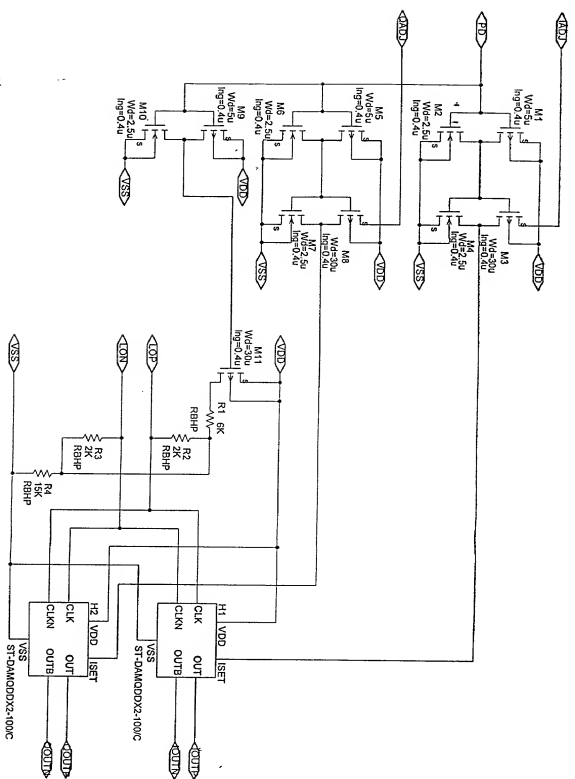 IADJ
PD
M1
Wd=5u
lng=0.4u
M2
Wd=2.5u
lng=0.4u
M3
Wd=30u
lng=0.4u
M4
Wd=2.5u
lng=0.4u
VDD
VSS
S
S
S
S
M5
Wd=5u
lng=0.4u
M6
Wd=2.5u
lng=0.4u
M8
Wd=30u
lng=0.4u
M7
Wd=2.5u
lng=0.4u
VDD
VSS
S
S
S
S
M9
Wd=5u
lng=0.4u
M10
Wd=2.5u
lng=0.4u
VDD
VSS
S
S
VDD
M11
Wd=30u
lng=0.4u
S
R1
6K
RBHP
R2
2K
RBHP
R3
2K
RBHP
R4
15K
RBHP
LOP
LON
VSS
H1
VDD
ISET
CLK
CLKN
OUT
OUTB
VSS
ST-DAMQDDX2-100/C
H2
VDD
ISET
CLK
CLKN
OUT
OUTB
VSS
ST-DAMQDDX2-100/C